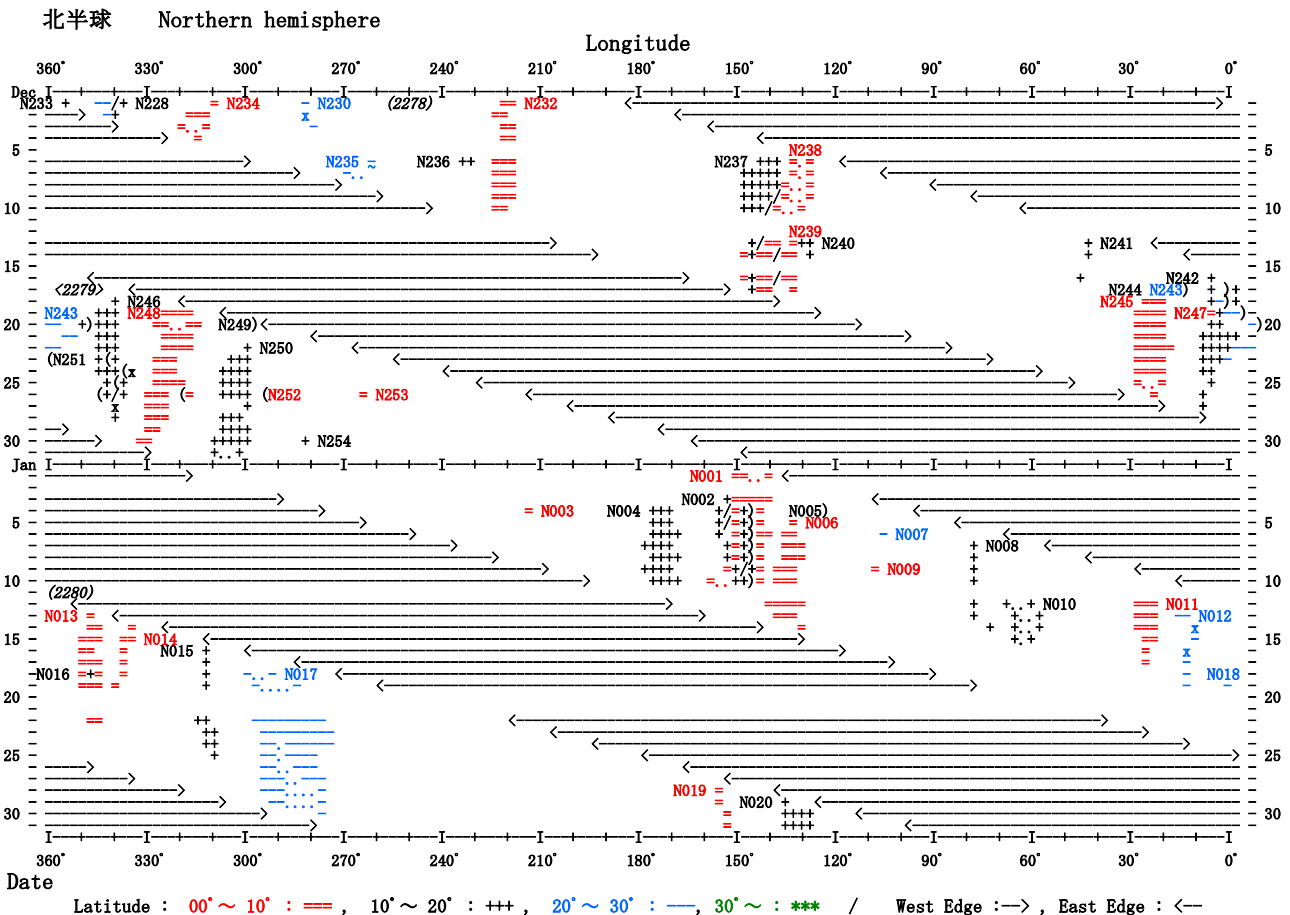 北半球 Northern hemisphere
Longitude
360° 330° 300° 270° 240° 210° 180° 150° 120° 90° 60° 30° 0°
Dec
N233 N228 N234 N230 (2278) N232
5 N238 5
N235 N236 N237
10 10
N239
N240 N241
15 15
N242
(2279) N244 N243)
N246 N245
N243 N248 N247
20 N249) 20
N250
(N251
25 25
(N252 N253
30 N254 30
Jan
N001
N002
N003 N004 N005)
5 N006 5
N007
N008
N009
10 10
(2280)
N010 N011
N013 N012
15 N014 15
N015
N016 N017 N018
20 20
25 25
N019
N020
30 30
360° 330° 300° 270° 240° 210° 180° 150° 120° 90° 60° 30° 0°
Date
Latitude : 00°～ 10° : ===, 10°～ 20° : +++, 20°～ 30° : ---, 30°～ : *** / West Edge :-->, East Edge : <--